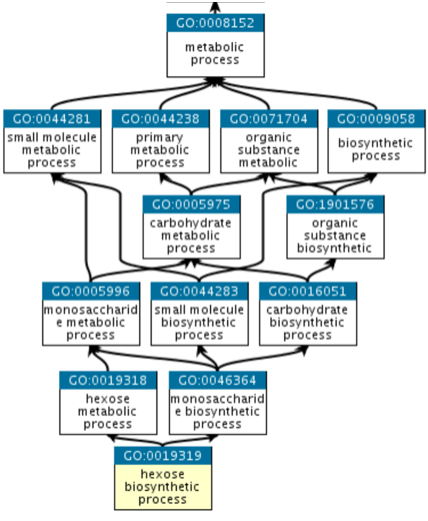 GO:0008152
metabolic
process
GO:0044281
small molecule
metabolic
process
GO:0044238
primary
metabolic
process
GO:0071704
organic
substance
metabolic
GO:0009058
biosynthetic
process
GO:0005975
carbohydrate
metabolic
process
GO:1901576
organic
substance
biosynthetic
GO:0005996
monosaccharid
e metabolic
process
GO:0044283
small molecule
biosynthetic
process
GO:0016051
carbohydrate
biosynthetic
process
GO:0019318
hexose
metabolic
process
GO:0046364
monosaccharid
e biosynthetic
process
GO:0019319
hexose
biosynthetic
process